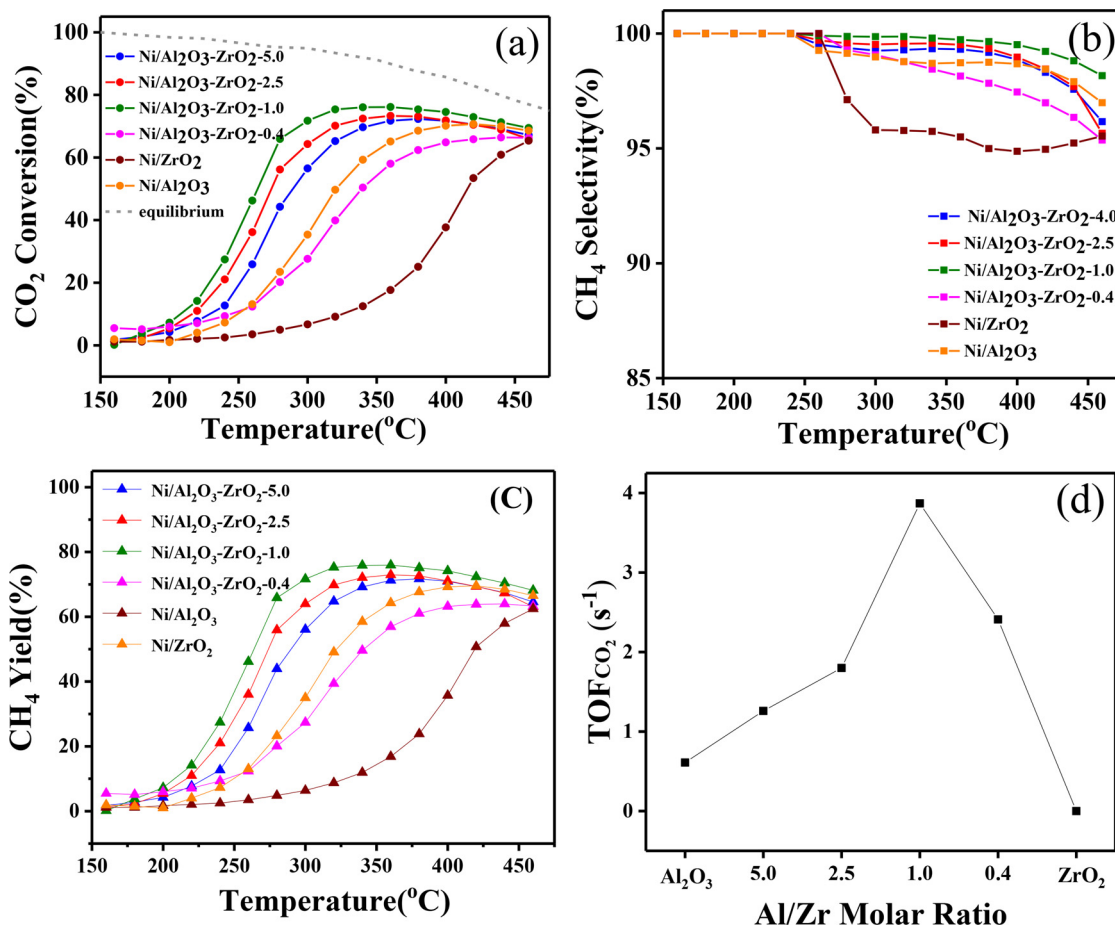 (a)
100
80
60
40
20
0
CO2 Conversion(%)
Ni/Al2O3-ZrO2-5.0
Ni/Al2O3-ZrO2-2.5
Ni/Al2O3-ZrO2-1.0
Ni/Al2O3-ZrO2-0.4
Ni/ZrO2
Ni/Al2O3
equilibrium
150 200 250 300 350 400 450
Temperature(oC)
(b)
100
95
90
85
CH4 Selectivity(%)
Ni/Al2O3-ZrO2-4.0
Ni/Al2O3-ZrO2-2.5
Ni/Al2O3-ZrO2-1.0
Ni/Al2O3-ZrO2-0.4
Ni/ZrO2
Ni/Al2O3
150 200 250 300 350 400 450
Temperature(oC)
(C)
100
80
60
40
20
0
CH4 Yield(%)
Ni/Al2O3-ZrO2-5.0
Ni/Al2O3-ZrO2-2.5
Ni/Al2O3-ZrO2-1.0
Ni/Al2O3-ZrO2-0.4
Ni/Al2O3
Ni/ZrO2
150 200 250 300 350 400 450
Temperature(oC)
(d)
4
3
2
1
0
TOFCO2 (s-1)
Al2O3 5.0 2.5 1.0 0.4 ZrO2
Al/Zr Molar Ratio